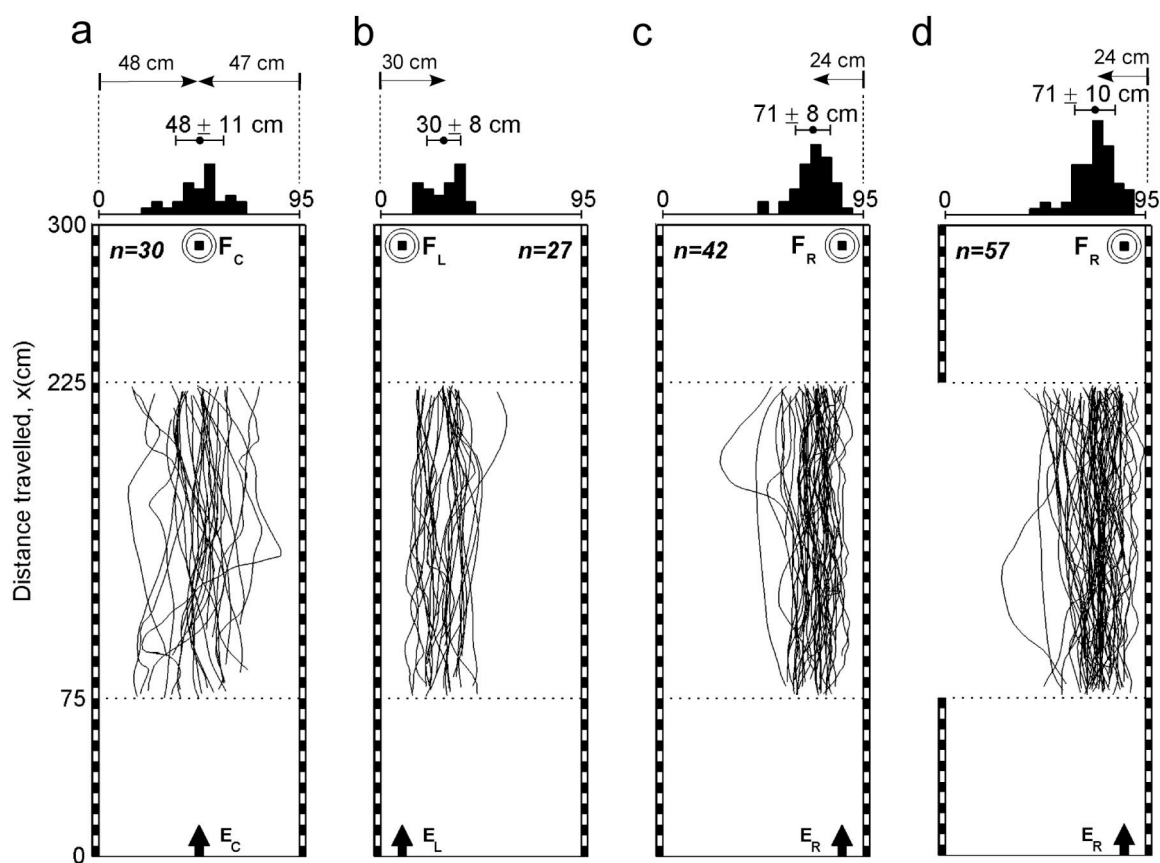 a
b
c
d
48 cm 47 cm
30 cm
24 cm
24 cm
48 ± 11 cm
30 ± 8 cm
71 ± 8 cm
71 ± 10 cm
0 95
0 95
0 95
0 95
300
n=30 F_C
F_L n=27
n=42 F_R
n=57 F_R
225
Distance travelled, x(cm)
75
0
E_C
E_L
E_R
E_R